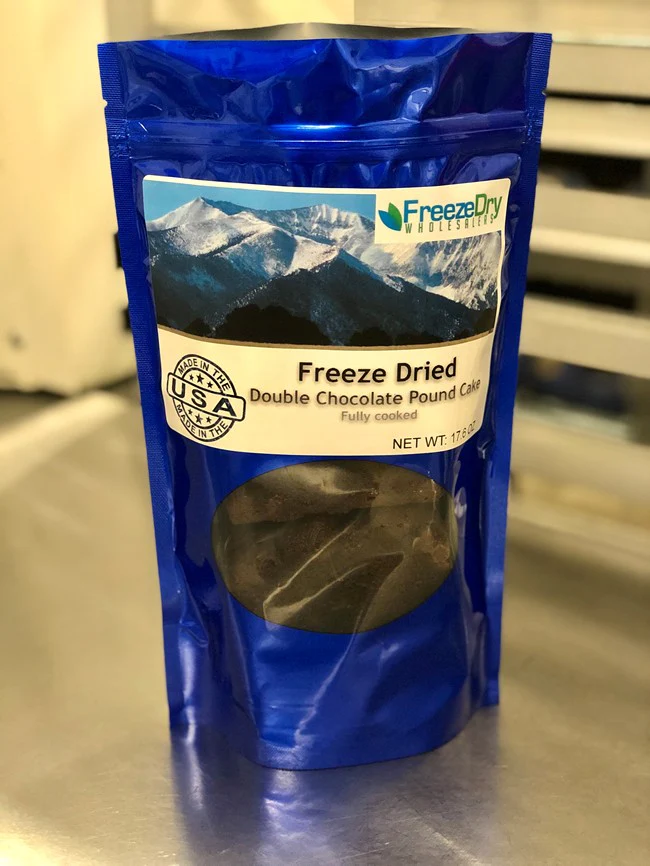 FreezeDry
WHOLESALERS
MADE IN THE
USA
MADE IN THE
Freeze Dried
Double Chocolate Pound Cake
Fully cooked
NET WT: 17.6 OZ